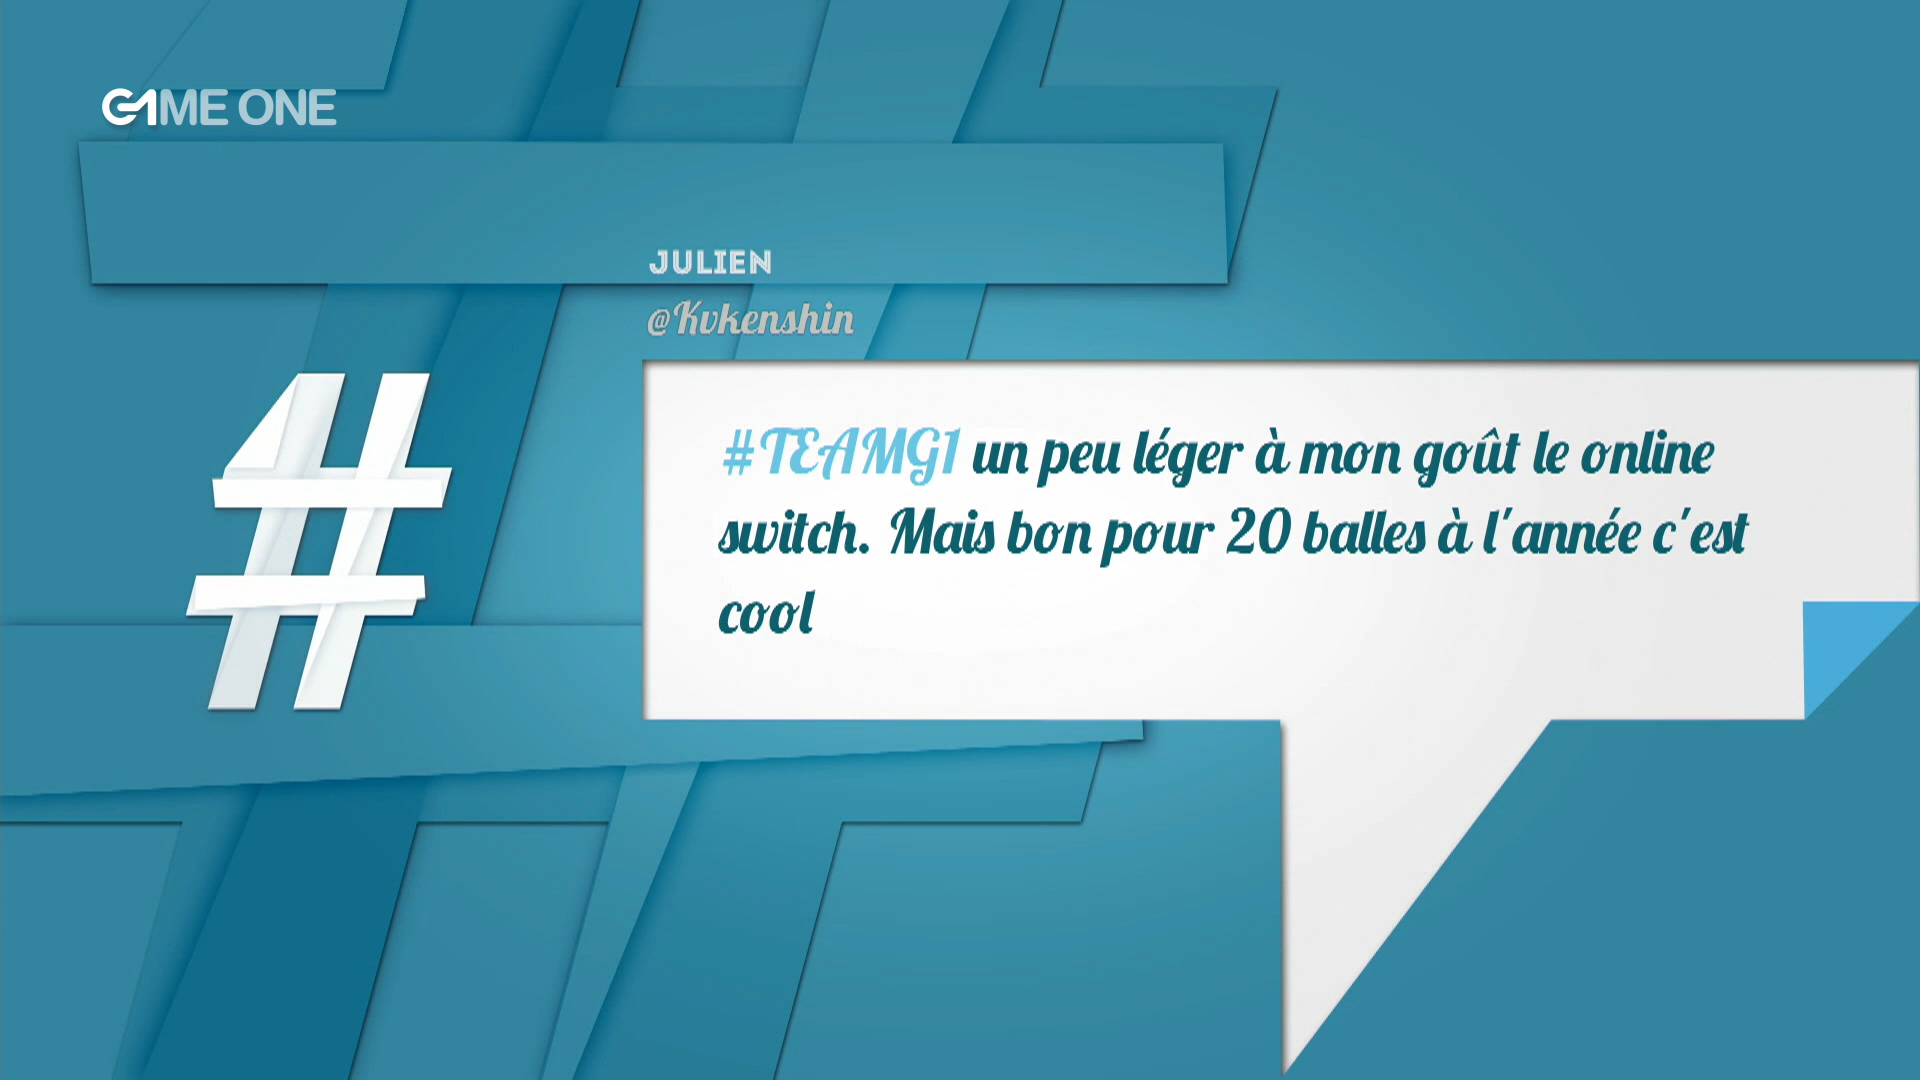 GAME ONE
JULIEN
@Kvkenshin
#TEAMG1 un peu léger à mon goût le online
switch. Mais bon pour 20 balles à l'année c'est
cool